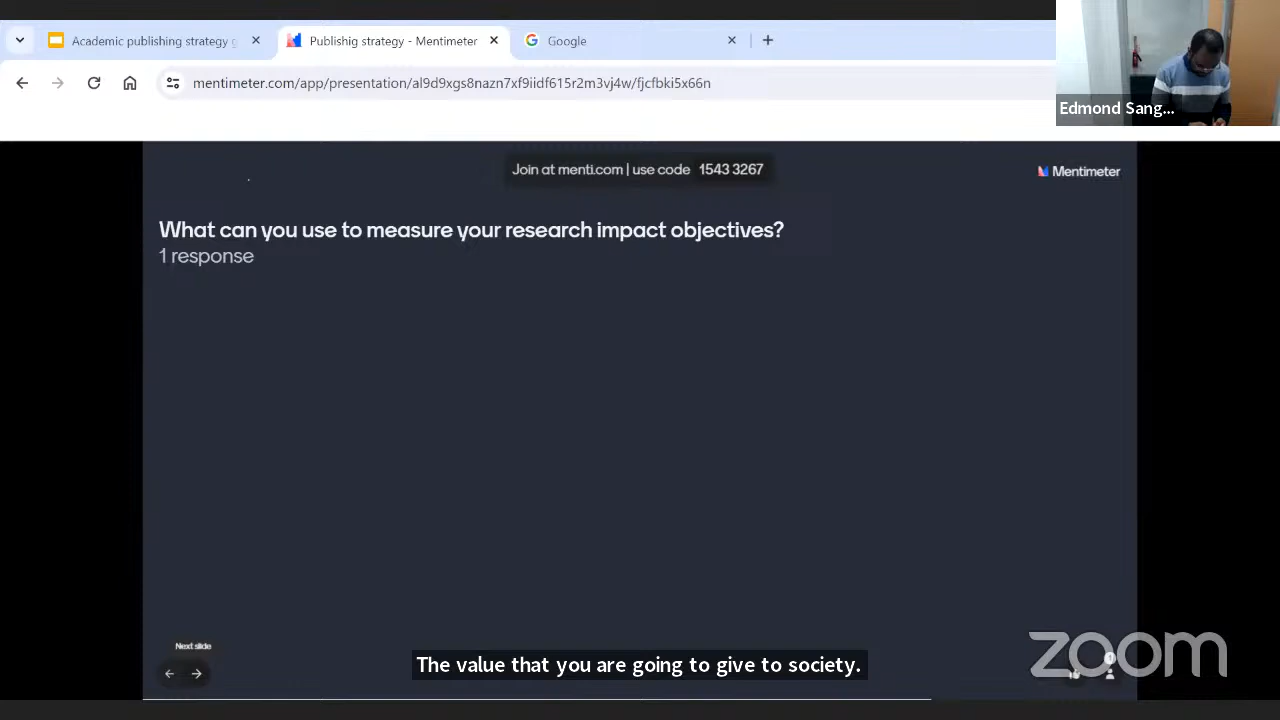 Academic publishing strategy g
Publishig strategy - Mentimeter
Google
mentimeter.com/app/presentation/al9d9xgs8nazn7xf9iidf615r2m3vj4w/fjcfbki5x66n
Edmond Sang...
Join at menti.com | use code 1543 3267
Mentimeter
What can you use to measure your research impact objectives?
1 response
Next slide
The value that you are going to give to society.
zoom